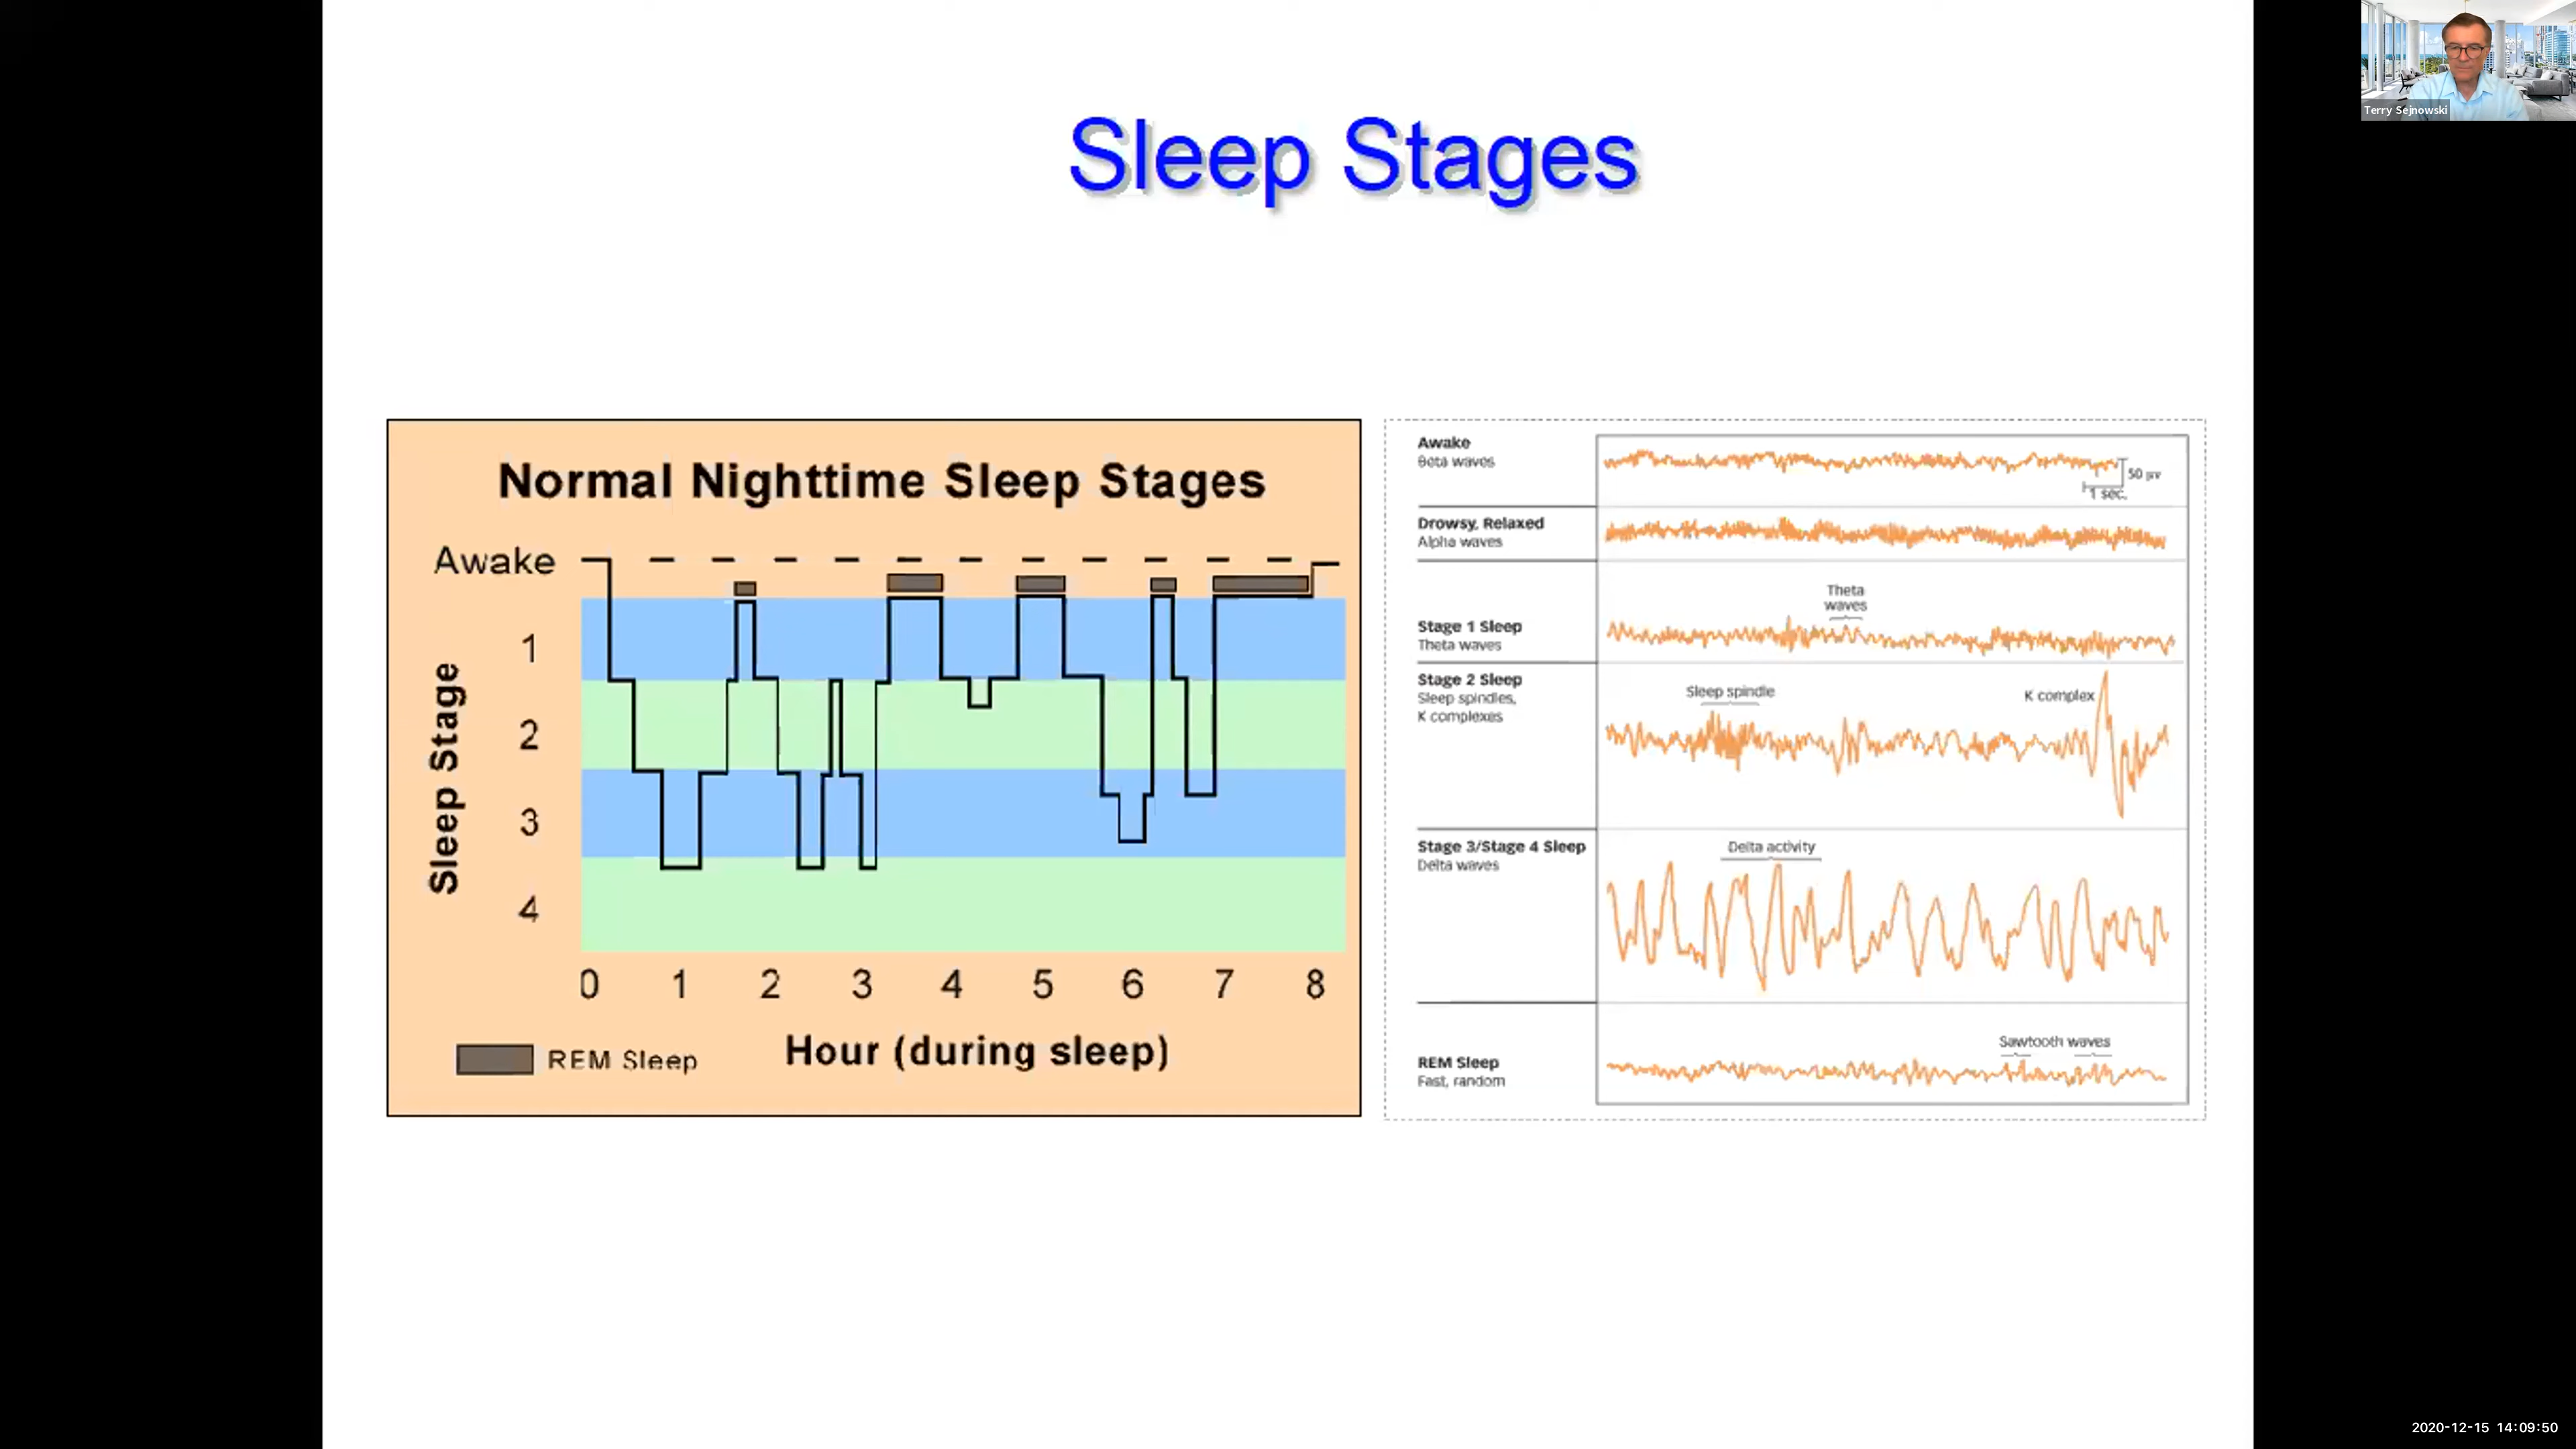 Terry Sejnowski
Sleep Stages
Normal Nighttime Sleep Stages
Awake
Sleep Stage
1
2
3
4
0 1 2 3 4 5 6 7 8
Hour (during sleep)
REM Sleep
Awake
Beta waves
50 µv
1 sec.
Drowsy, Relaxed
Alpha waves
Theta
waves
Stage 1 Sleep
Theta waves
Stage 2 Sleep
Sleep spindles,
K complexes
Sleep spindle
K complex
Stage 3/Stage 4 Sleep
Delta waves
Delta activity
REM Sleep
Fast, random
Sawtooth waves
2020-12-15 14:09:50